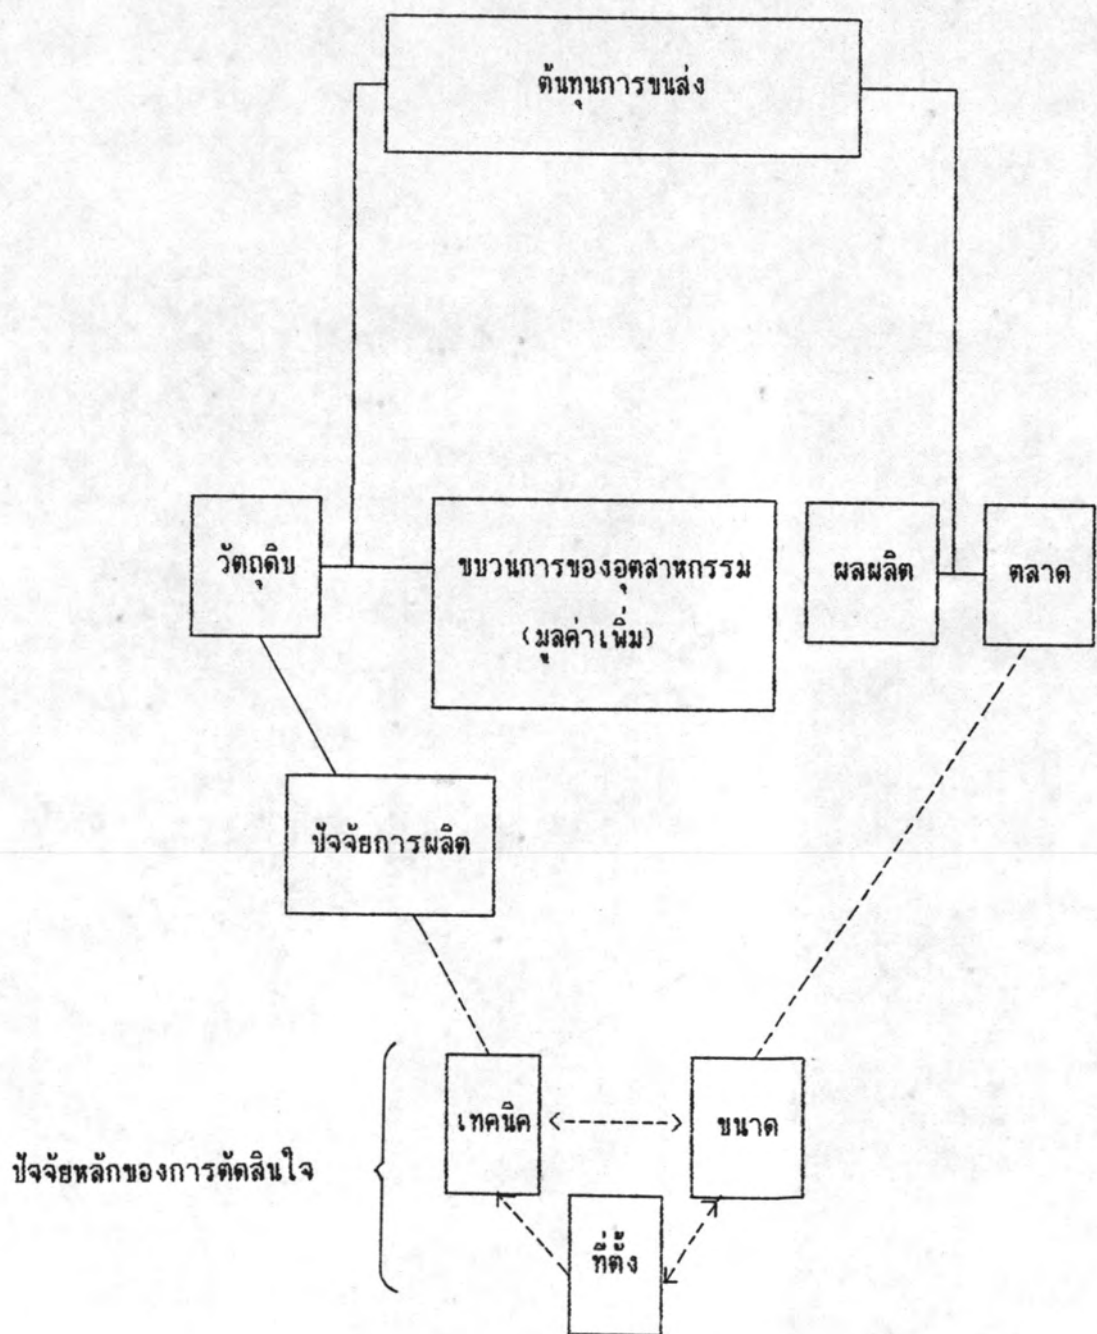 ต้นทุนการขนส่ง
วัตถุดิบ
ขบวนการของอุตสาหกรรม
(มูลค่าเพิ่ม)
ผลผลิต
ตลาด
ปัจจัยการผลิต
เทคนิค
ขนาด
ปัจจัยหลักของการตัดสินใจ
ที่ตั้ง